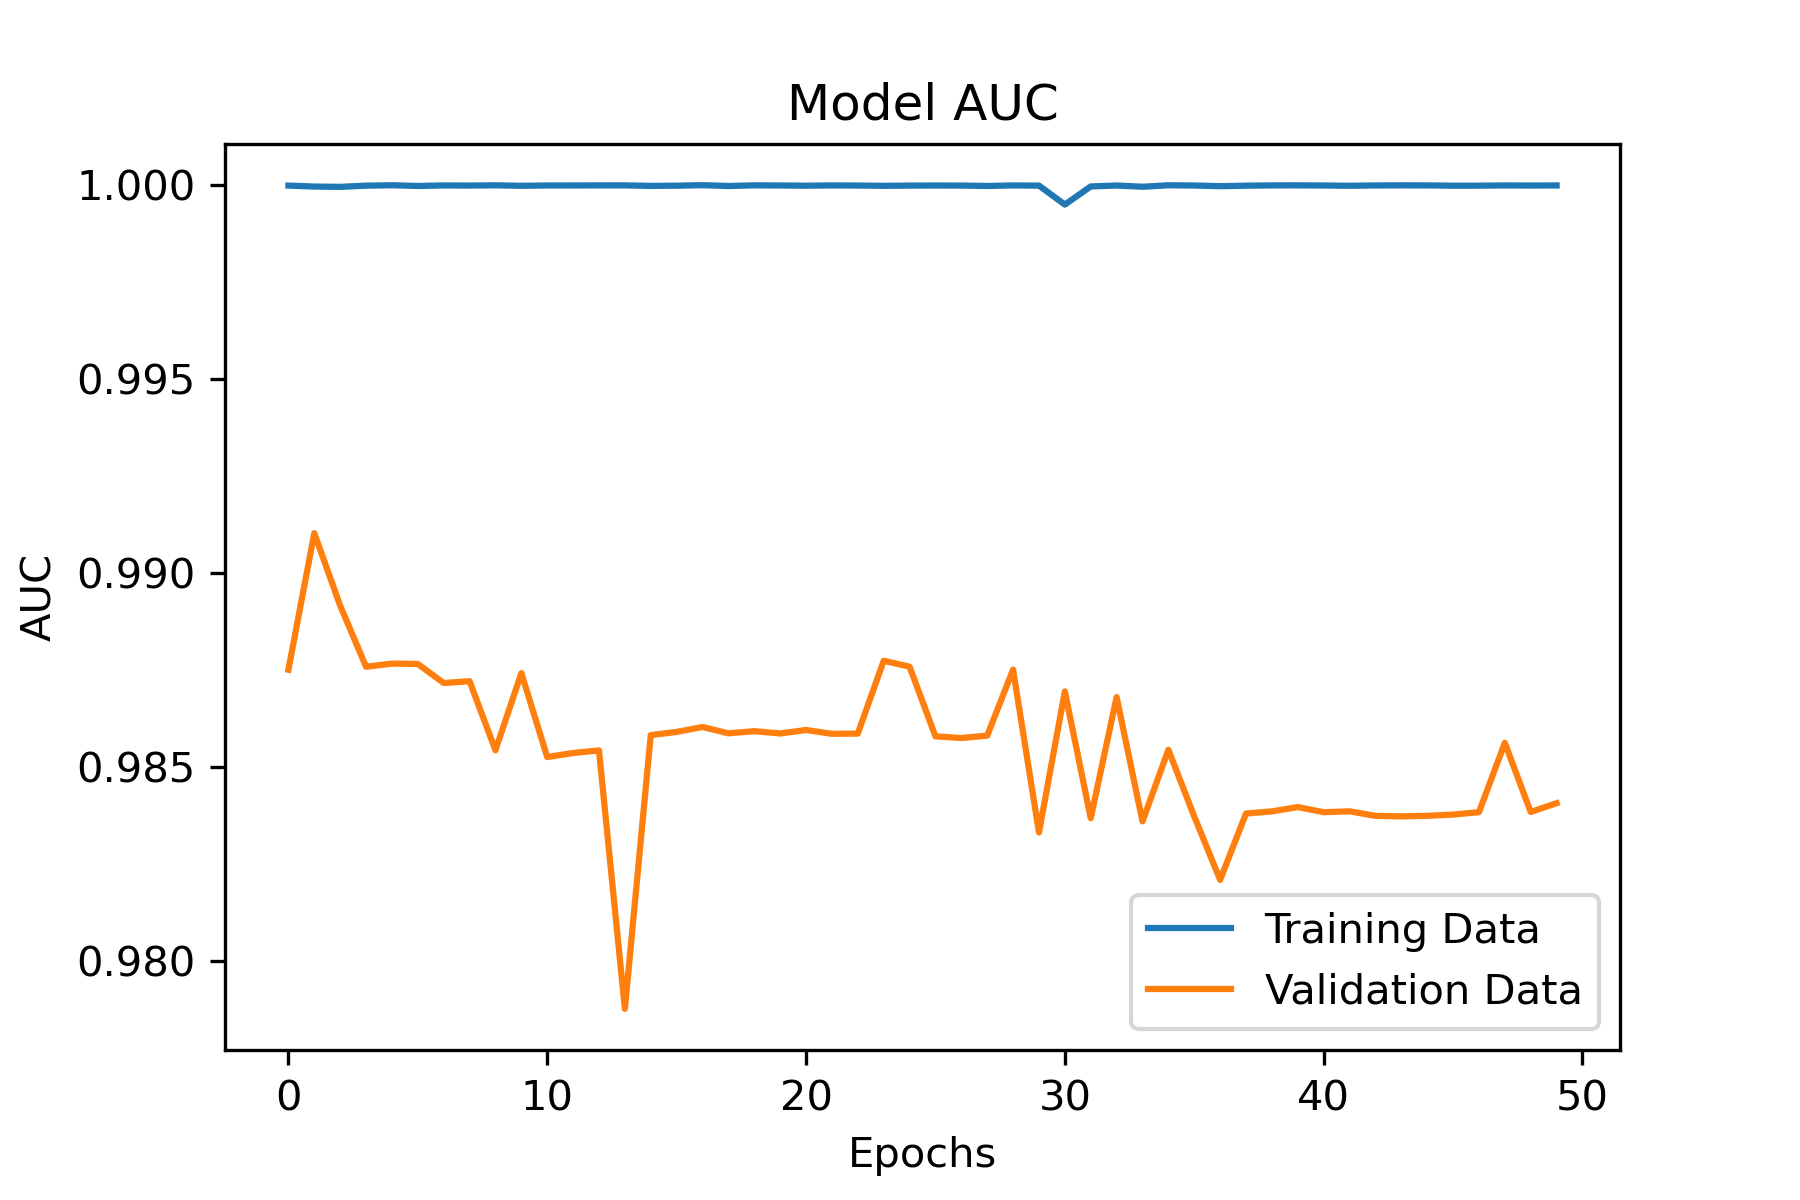 Model AUC
1.000
0.995
0.990
0.985
0.980
AUC
Training Data
Validation Data
0 10 20 30 40 50
Epochs